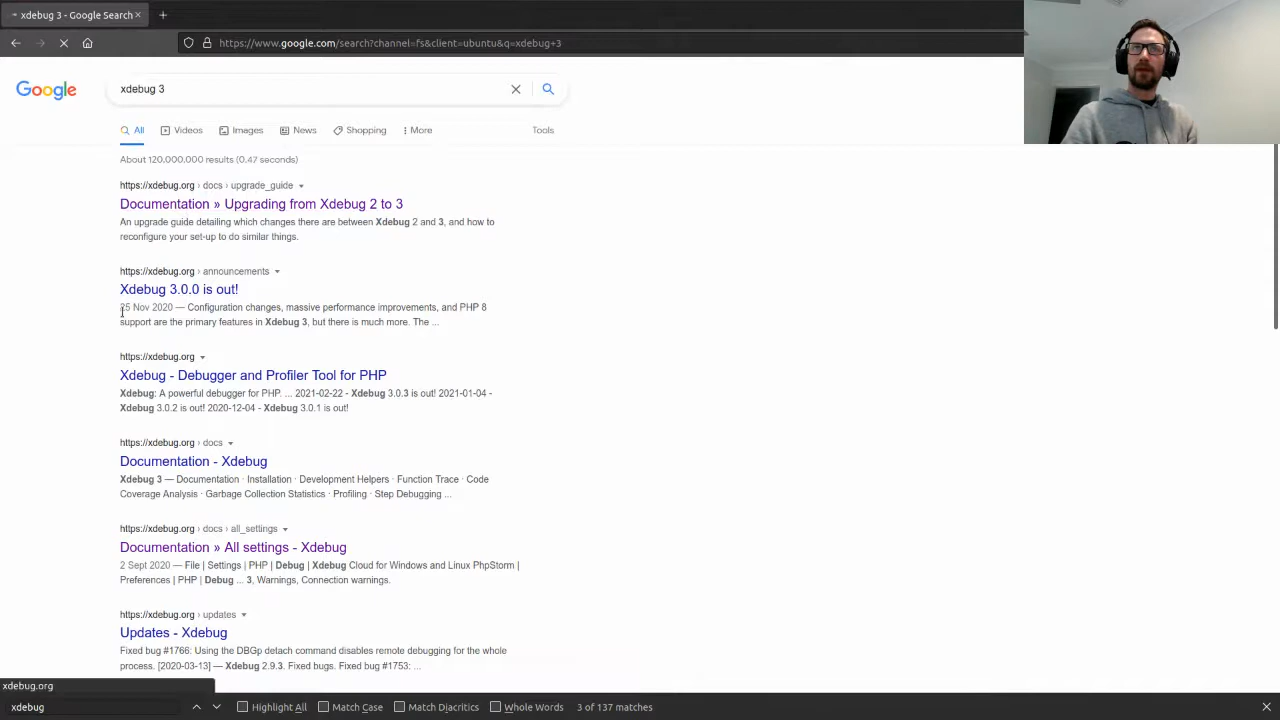 xdebug 3 - Google Search
https://www.google.com/search?channel=fs&client=ubuntu&q=xdebug+3
Google
xdebug 3
All
Videos
Images
News
Shopping
More
Tools
About 120,000,000 results (0.47 seconds)
https://xdebug.org › docs › upgrade_guide
Documentation » Upgrading from Xdebug 2 to 3
An upgrade guide detailing which changes there are between Xdebug 2 and 3, and how to
reconfigure your set-up to do similar things.
https://xdebug.org › announcements
Xdebug 3.0.0 is out!
25 Nov 2020 — Configuration changes, massive performance improvements, and PHP 8
support are the primary features in Xdebug 3, but there is much more. The ...
https://xdebug.org
Xdebug - Debugger and Profiler Tool for PHP
Xdebug: A powerful debugger for PHP. ... 2021-02-22 - Xdebug 3.0.3 is out! 2021-01-04 -
Xdebug 3.0.2 is out! 2020-12-04 - Xdebug 3.0.1 is out!
https://xdebug.org › docs
Documentation - Xdebug
Xdebug 3 — Documentation · Installation · Development Helpers · Function Trace · Code
Coverage Analysis · Garbage Collection Statistics · Profiling · Step Debugging ...
https://xdebug.org › docs › all_settings
Documentation » All settings - Xdebug
2 Sept 2020 — File | Settings | PHP | Debug | Xdebug Cloud for Windows and Linux PhpStorm |
Preferences | PHP | Debug ... 3, Warnings, Connection warnings.
https://xdebug.org › updates
Updates - Xdebug
Fixed bug #1766: Using the DBGp detach command disables remote debugging for the whole
process. [2020-03-13] — Xdebug 2.9.3. Fixed bugs. Fixed bug #1753: ...
xdebug.org
xdebug
Highlight All
Match Case
Match Diacritics
Whole Words
3 of 137 matches